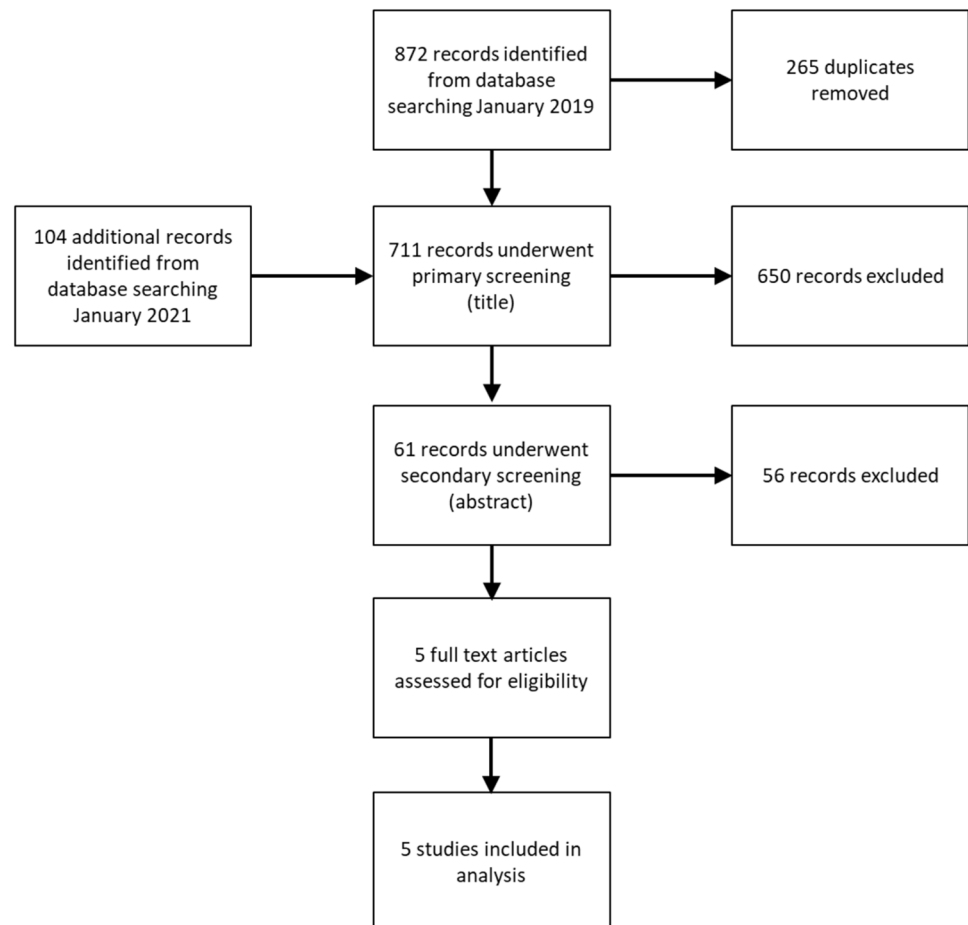 872 records identified
from database
searching January 2019
265 duplicates
removed
104 additional records
identified from
database searching
January 2021
711 records underwent
primary screening
(title)
650 records excluded
61 records underwent
secondary screening
(abstract)
56 records excluded
5 full text articles
assessed for eligibility
5 studies included in
analysis